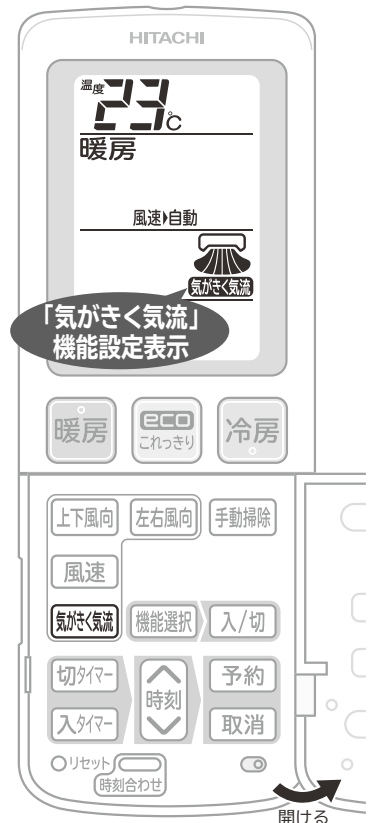 HITACHI
温度23℃
暖房
風速▶自動
気がきく気流
「気がきく気流」
機能設定表示
暖房
eco
これっきり
冷房
上下風向
左右風向
手動掃除
風速
気がきく気流
機能選択
入/切
切タイマー
時刻
予約
入タイマー
取消
リセット
時刻合わせ
開ける